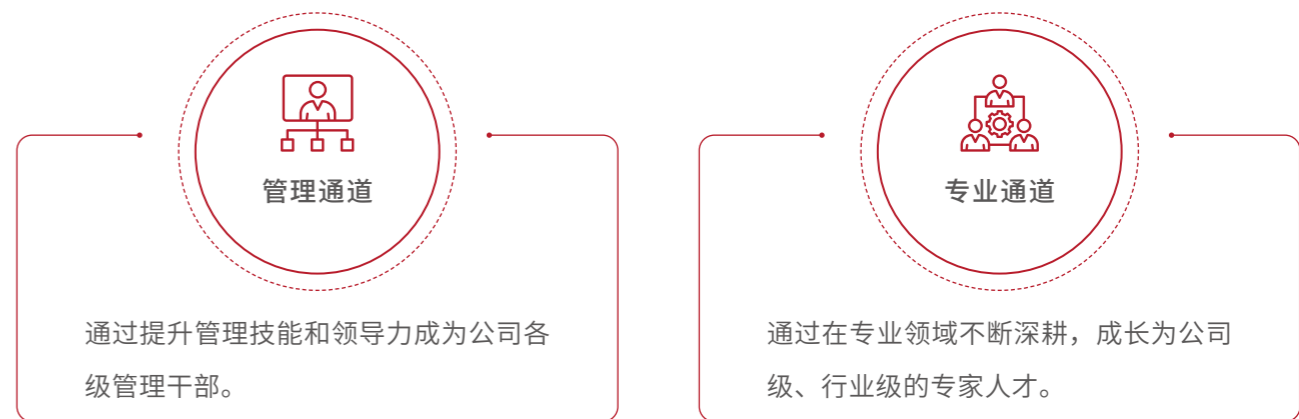 管理通道
通过提升管理技能和领导力成为公司各
级管理干部。
专业通道
通过在专业领域不断深耕，成长为公司
级、行业级的专家人才。